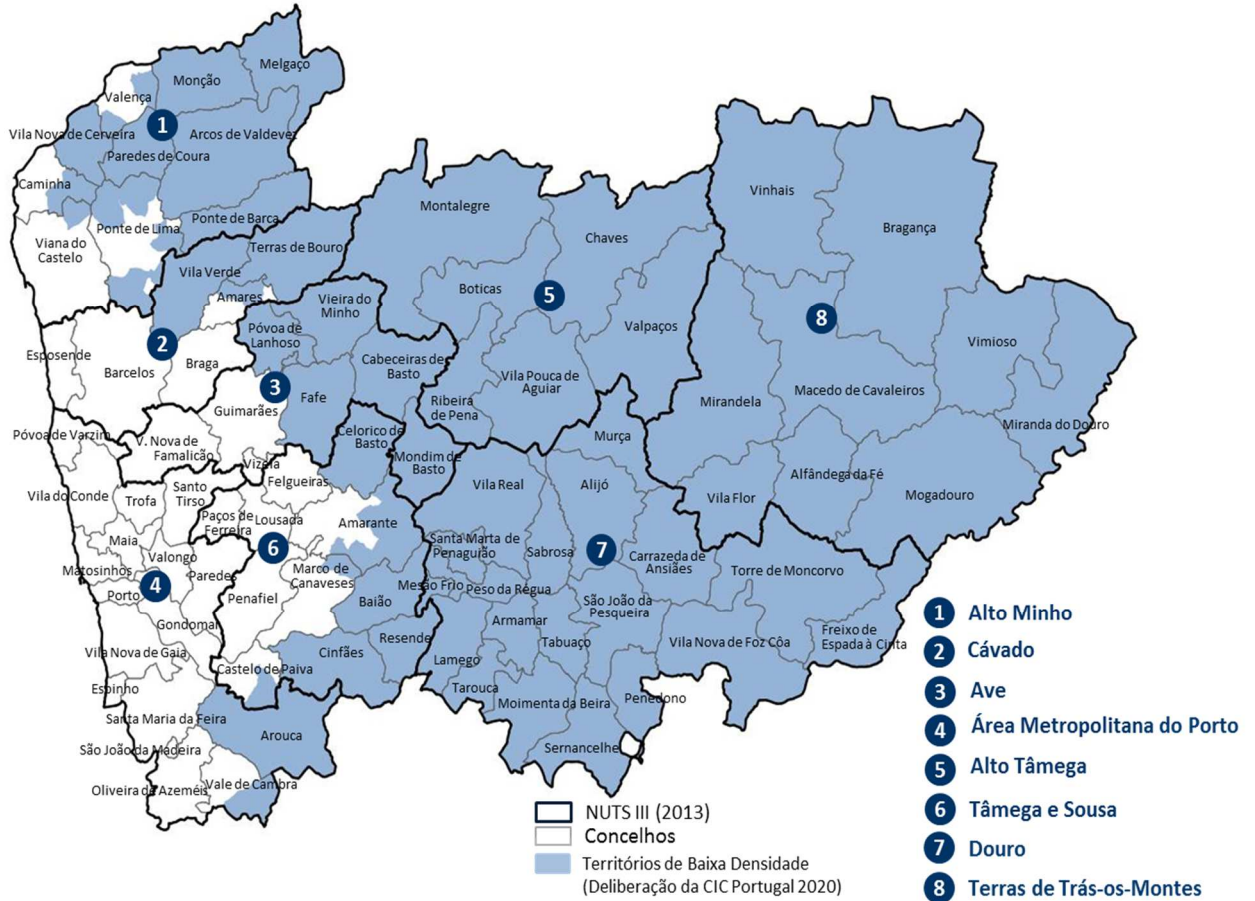 Melgaço
Monção
Valença
1
Vila Nova de Cerveira
Arcos de Valdevez
Paredes de Coura
Caminha
Ponte de Barca
Ponte de Lima
Viana do
Castelo
Terras de Bouro
Vila Verde
Amares
Vieira do
Minho
Póvoa de
Lanhoso
2
Esposende
Barcelos
Braga
Cabeceiras de
Basto
3
Guimarães
Fafe
Celorico de
Basto
Póvoa de Varzim
V. Nova de
Famalicão
Vizela
Mondim de
Basto
Felgueiras
Vila do Conde
Trofa
Santo
Tirso
Paços de
Ferreira
Lousada
Amarante
6
Maia
Valongo
Matosinhos
Paredes
Marco de
Canaveses
4
Porto
Penafiel
Baião
Gondomar
Vila Nova de Gaia
Castelo de Paiva
Cinfães
Resende
Espinho
Santa Maria da Feira
Arouca
São João da Madeira
Oliveira de Azeméis
Vale de Cambra
Montalegre
Chaves
Boticas
5
Valpaços
Vila Pouca de
Aguiar
Ribeira
de Pena
Vinhais
Bragança
8
Vimioso
Macedo de Cavaleiros
Mirandela
Miranda do Douro
Alfândega da Fé
Mogadouro
Vila Flor
Murça
Vila Real
Alijó
Santa Marta de
Penaguião
Sabrosa
7
Carrazeda de
Ansiães
Torre de Moncorvo
Mesão Frio
Peso da Régua
São João da
Pesqueira
Armamar
Tabuaço
Vila Nova de Foz Côa
Freixo de
Espada à Cinta
Lamego
Tarouca
Moimenta da Beira
Penedono
Sernancelhe
NUTS III (2013)
Concelhos
Territórios de Baixa Densidade
(Deliberação da CIC Portugal 2020)
1 Alto Minho
2 Cávado
3 Ave
4 Área Metropolitana do Porto
5 Alto Tâmega
6 Tâmega e Sousa
7 Douro
8 Terras de Trás-os-Montes